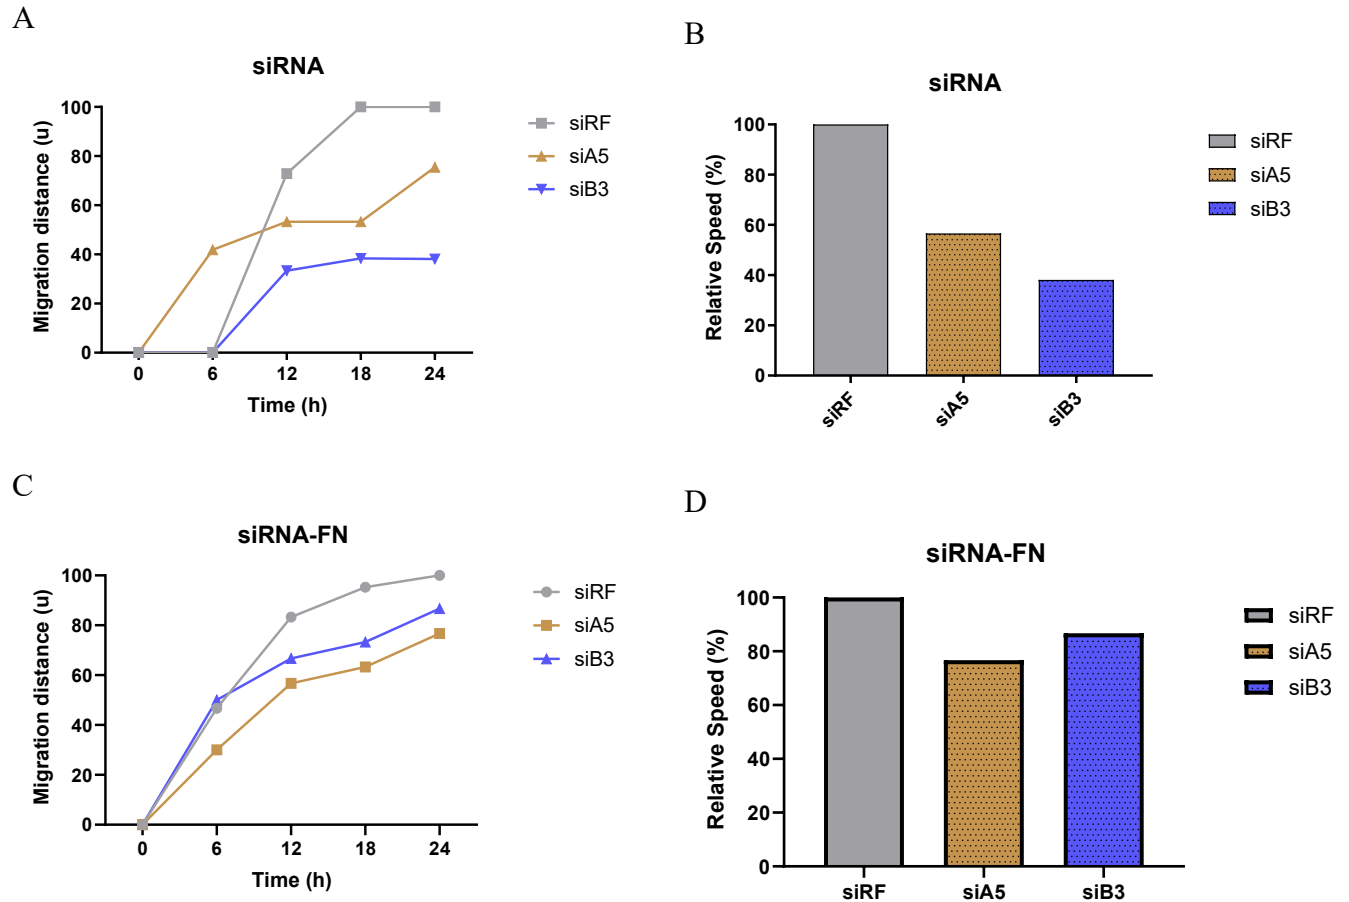 A
siRNA
Migration distance (u)
100
80
60
40
20
0
0 6 12 18 24
Time (h)
siRF
siA5
siB3
B
siRNA
Relative Speed (%)
100
80
60
40
20
0
siRF siA5 siB3
siRF
siA5
siB3
C
siRNA-FN
Migration distance (u)
100
80
60
40
20
0
0 6 12 18 24
Time (h)
siRF
siA5
siB3
D
siRNA-FN
Relative Speed (%)
100
80
60
40
20
0
siRF siA5 siB3
siRF
siA5
siB3